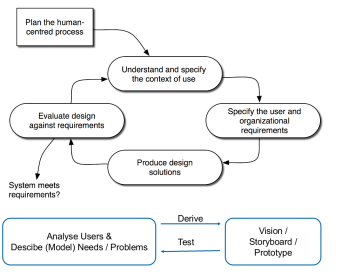 Plan the human-
centred process
Understand and specify
the context of use
Evaluate design
against requirements
Specify the user and
organizational
requirements
Produce design
solutions
System meets
requirements?
Analyse Users &
Descibe (Model) Needs / Problems
Derive
Test
Vision /
Storyboard /
Prototype